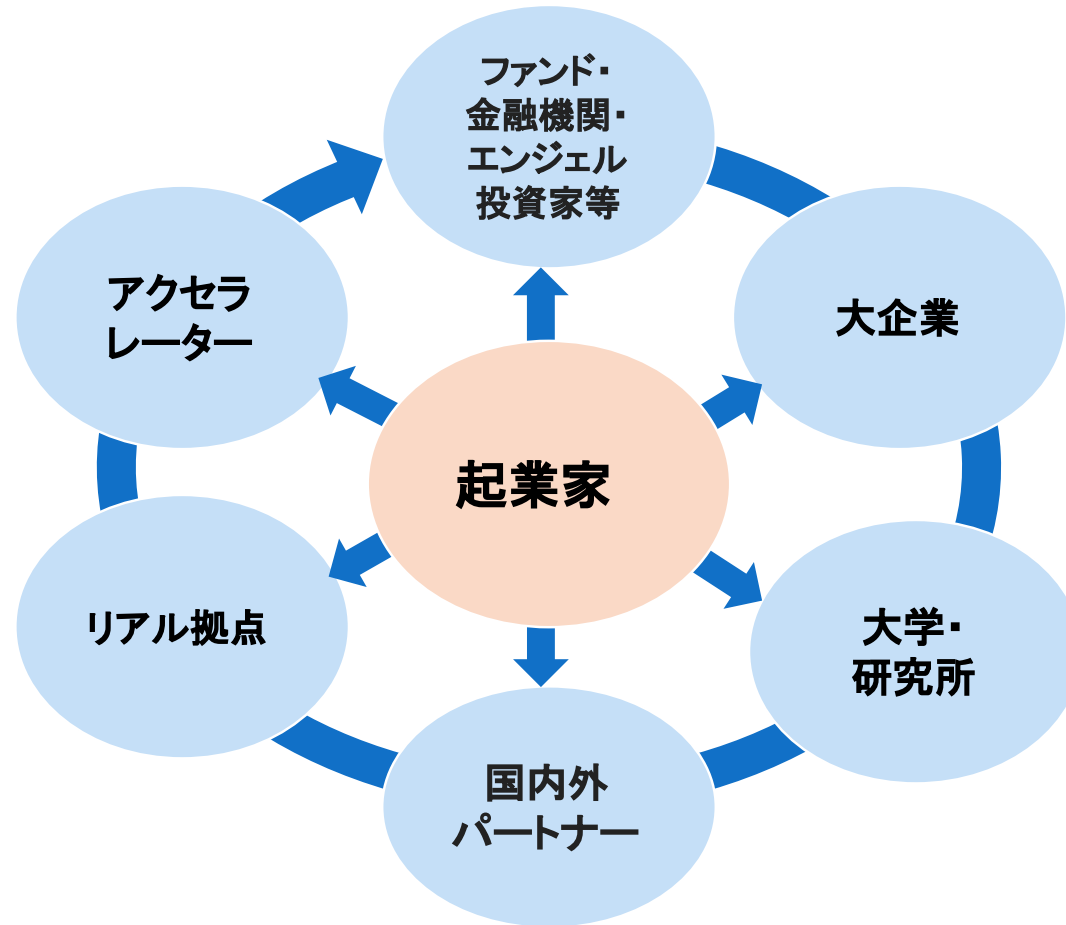 ファンド・
金融機関・
エンジェル
投資家等
アクセラ
レーター
大企業
起業家
リアル拠点
大学・
研究所
国内外
パートナー